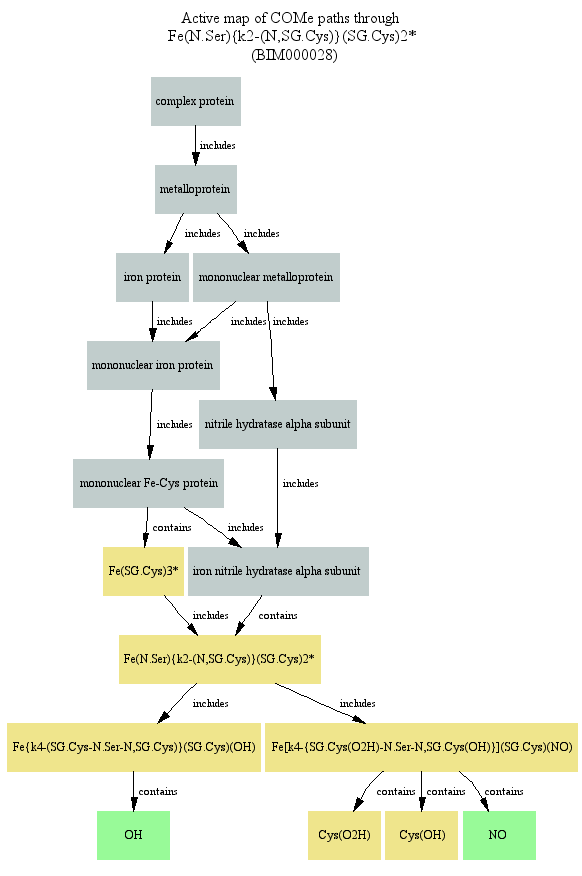 Active map of COMe paths through
Fe(N.Ser){k2-(N,SG.Cys)}(SG.Cys)2*
(BIM000028)
complex protein
includes
metalloprotein
includes
includes
iron protein
mononuclear metalloprotein
includes
includes
includes
mononuclear iron protein
nitrile hydratase alpha subunit
includes
mononuclear Fe-Cys protein
includes
contains
includes
Fe(SG.Cys)3*
iron nitrile hydratase alpha subunit
includes
contains
Fe(N.Ser){k2-(N,SG.Cys)}(SG.Cys)2*
includes
includes
Fe{k4-(SG.Cys-N.Ser-N,SG.Cys)}(SG.Cys)(OH)
Fe[k4-{SG.Cys(O2H)-N.Ser-N,SG.Cys(OH)}](SG.Cys)(NO)
contains
contains
contains
contains
OH
Cys(O2H)
Cys(OH)
NO